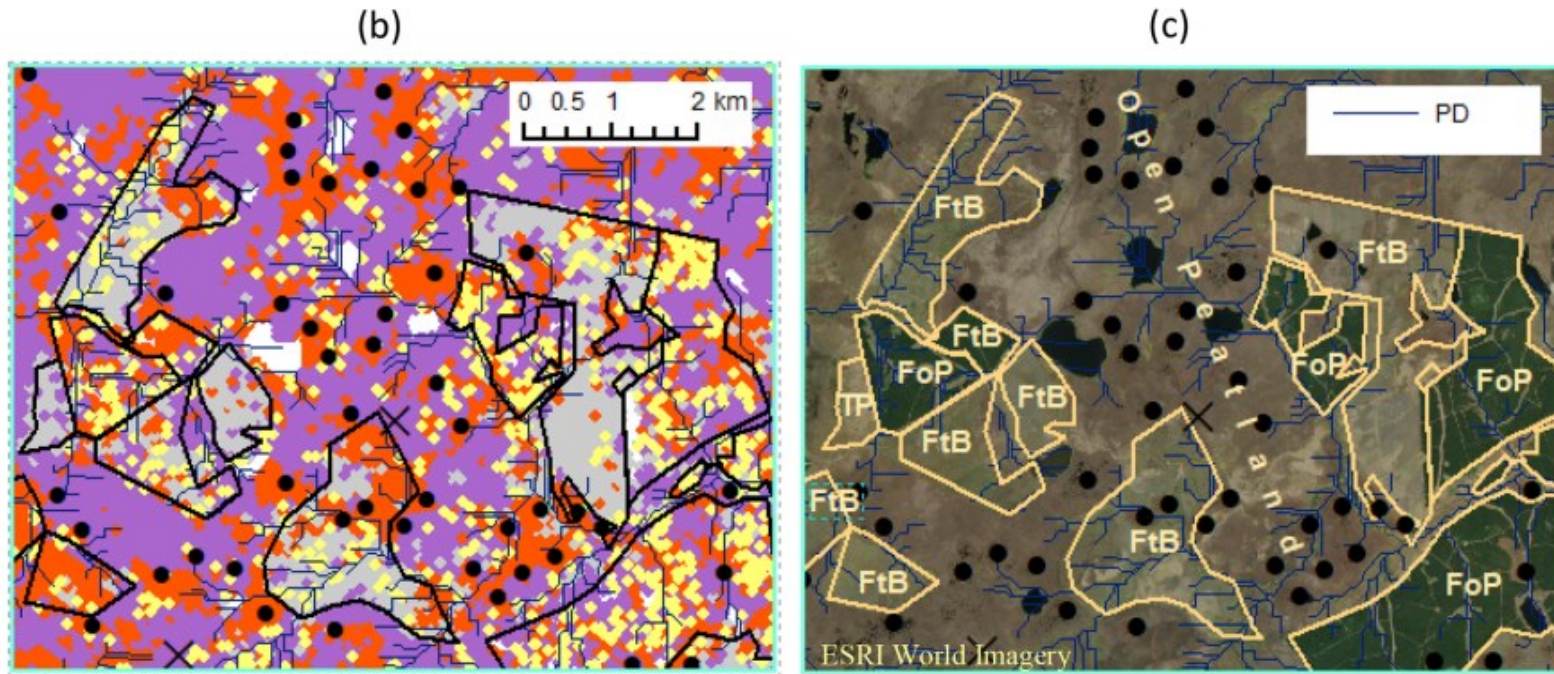 (b)
(c)
0 0.5 1 2 km
PD
Open Peatland
FtB
FtB
FtB
FoP
FoP
FoP
TP
FtB
FtB
FtB
FtB
FtB
FoP
ESRI World Imagery